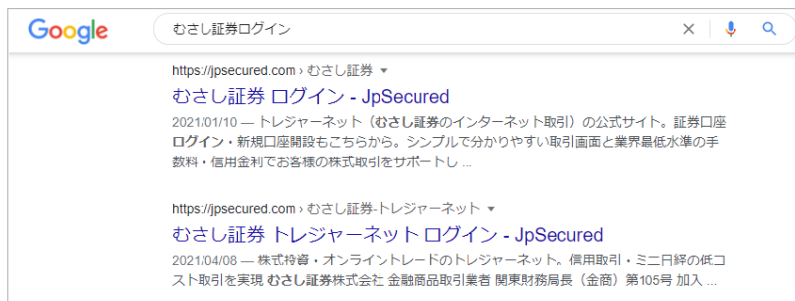 Google
むさし証券ログイン
https://jpsecured.com › むさし証券
むさし証券 ログイン - JpSecured
2021/01/10 — トレジャーネット（むさし証券のインターネット取引）の公式サイト。証券口座
ログイン・新規口座開設もこちらから。シンプルで分かりやすい取引画面と業界最低水準の手
数料・信用金利でお客様の株式取引をサポートし ...
https://jpsecured.com › むさし証券-トレジャーネット
むさし証券 トレジャーネット ログイン - JpSecured
2021/04/08 — 株式投資・オンライントレードのトレジャーネット。信用取引・ミニ日経の低コ
スト取引を実現 むさし証券株式会社 金融商品取引業者 関東財務局長（金商）第105号 加入 ...